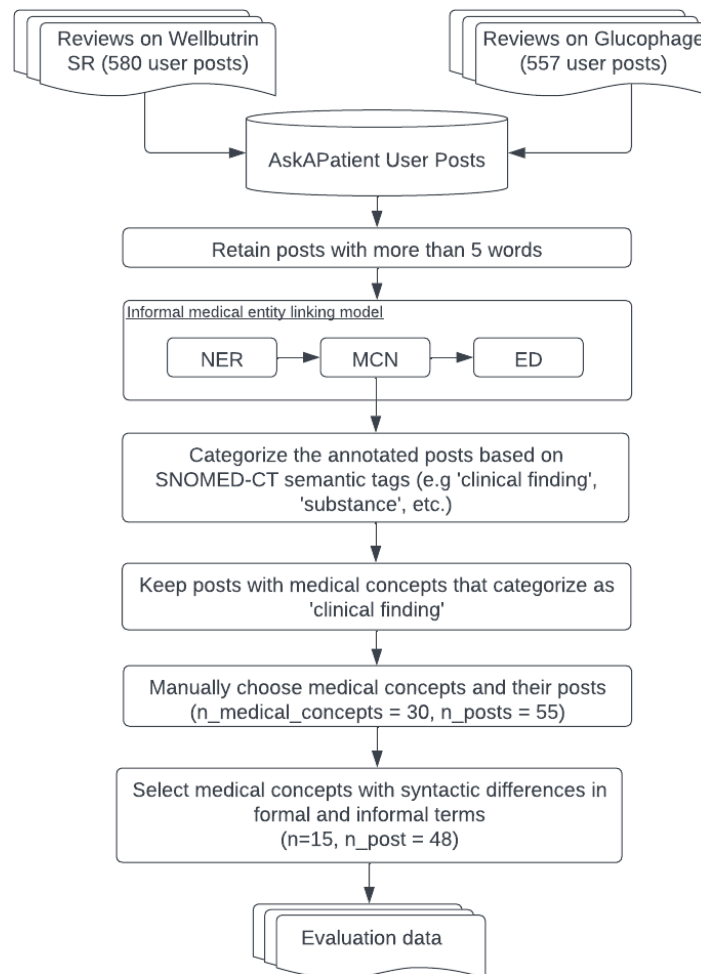 Reviews on Wellbutrin
SR (580 user posts)
Reviews on Glucophage
(557 user posts)
AskAPatient User Posts
Retain posts with more than 5 words
Informal medical entity linking model
NER
MCN
ED
Categorize the annotated posts based on
SNOMED-CT semantic tags (e.g 'clinical finding',
'substance', etc.)
Keep posts with medical concepts that categorize as
'clinical finding'
Manually choose medical concepts and their posts
(n_medical_concepts = 30, n_posts = 55)
Select medical concepts with syntactic differences in
formal and informal terms
(n=15, n_post = 48)
Evaluation data